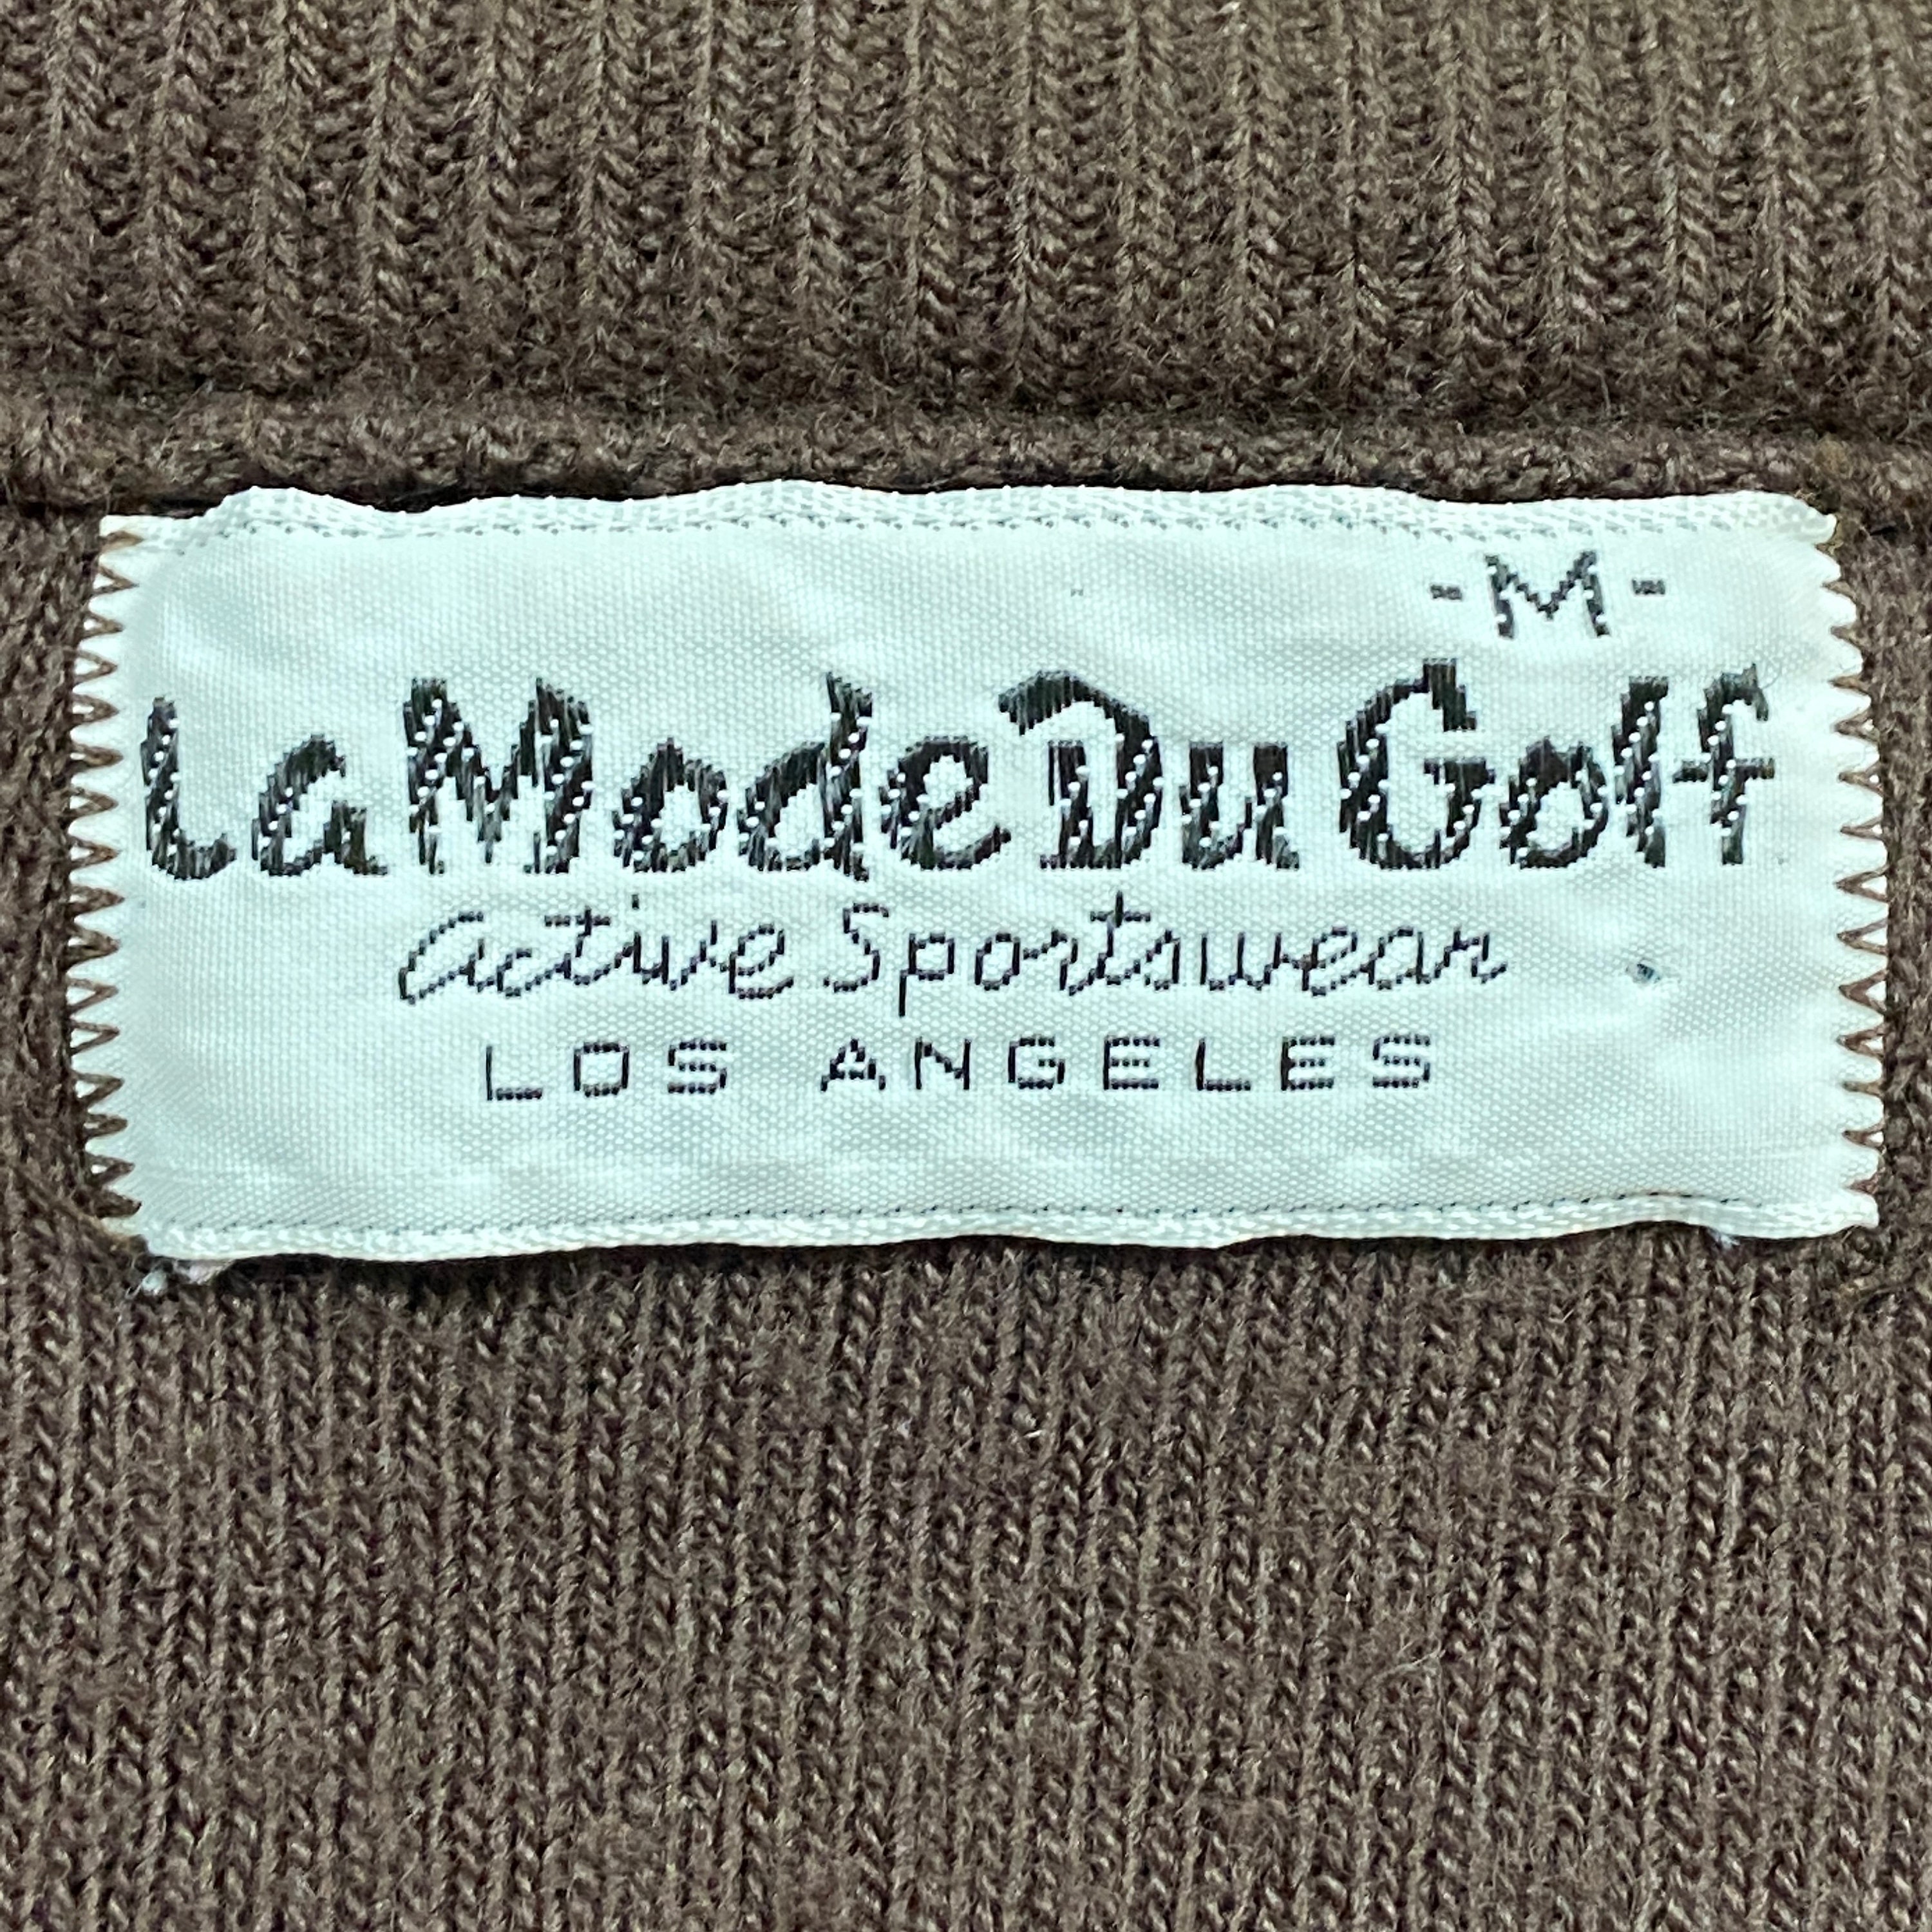 -M-
La Mode Du Golf
active Sportswear
LOS ANGELES